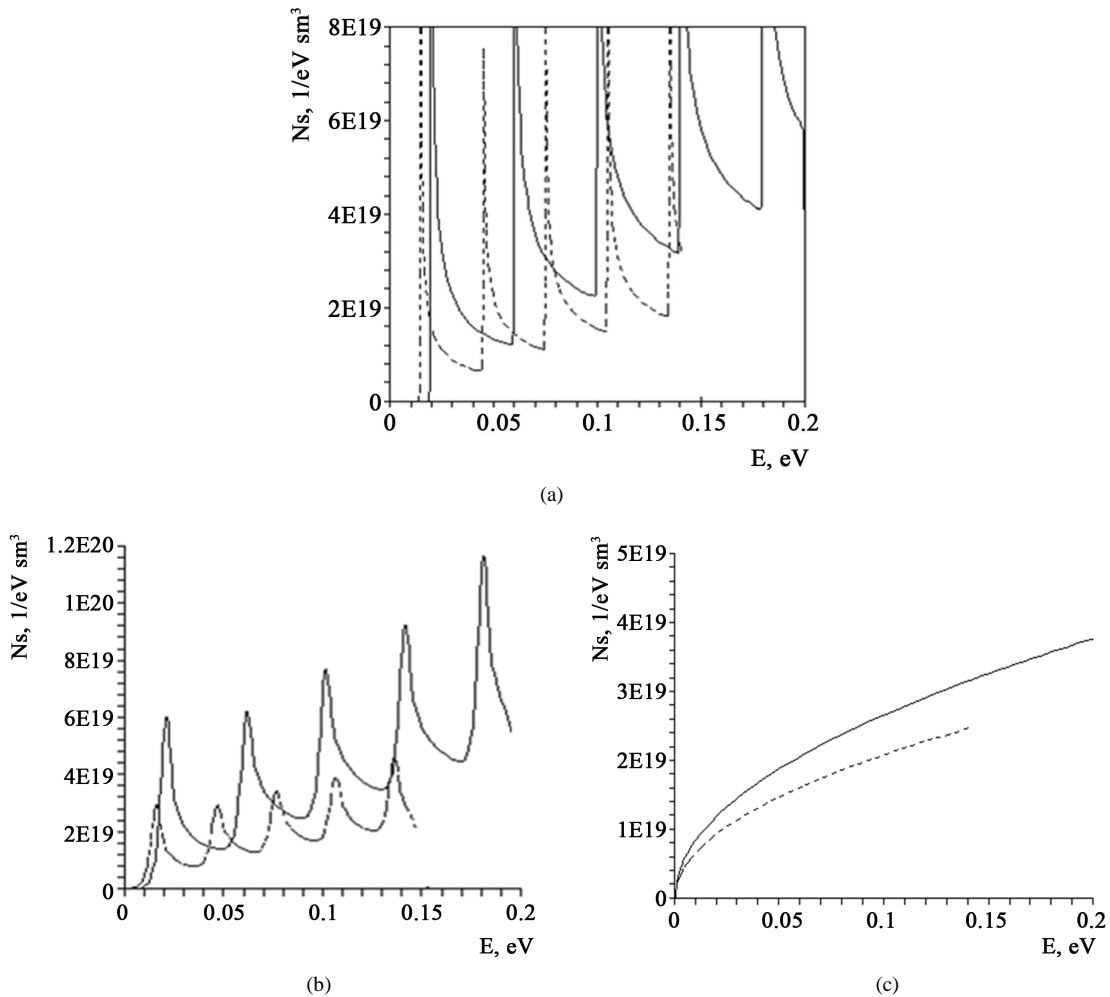 Ns, 1/eV sm³
8E19
6E19
4E19
2E19
0
0 0.05 0.1 0.15 0.2
E, eV
(a)
Ns, 1/eV sm³
1.2E20
1E20
8E19
6E19
4E19
2E19
0
0 0.05 0.1 0.15 0.2
E, eV
(b)
Ns, 1/eV sm³
5E19
4E19
3E19
2E19
1E19
0
0 0.05 0.1 0.15 0.2
E, eV
(c)